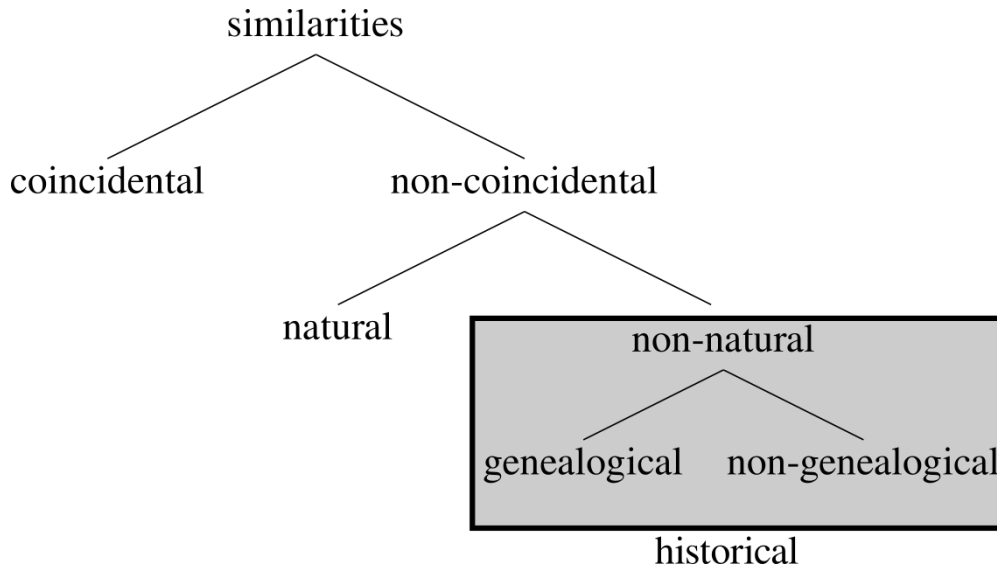 similarities
coincidental non-coincidental
natural
non-natural
genealogical non-genealogical
historical